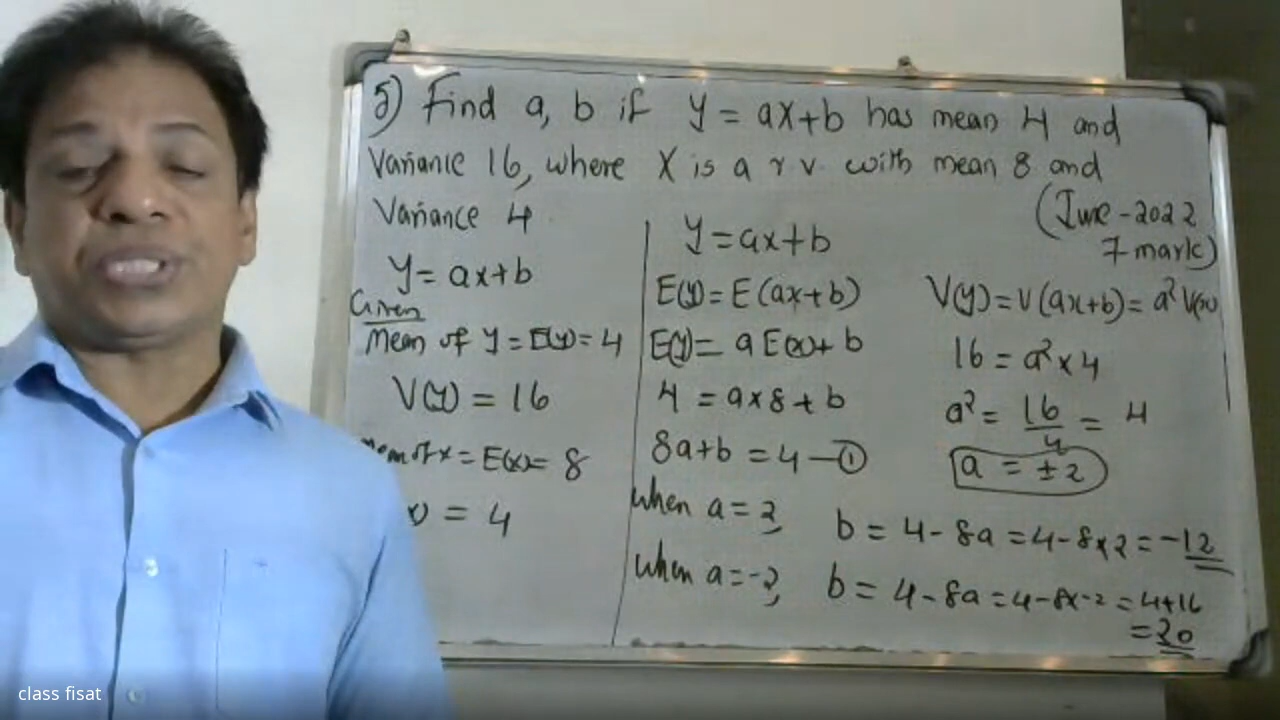 5) Find a, b if Y = aX+b has mean 4 and
Variance 16, where X is a r v. with mean 8 and
Variance 4
(June - 2022
7 mark)
Y = ax+b
Given
Mean of Y = E(Y) = 4
V(Y) = 16
Mean of x = E(x) = 8
= 4
Y = ax+b
E(Y) = E(ax+b)
E(Y) = a E(x) + b
4 = a×8 + b
8a+b = 4 — ①
V(Y) = V(ax+b) = a² V(x)
16 = a² × 4
a² = 16/4 = 4
a = ±2
when a = 2, b = 4 - 8a = 4 - 8×2 = -12
when a = -2, b = 4 - 8a = 4 - 8×-2 = 4+16
= 20
class fisat